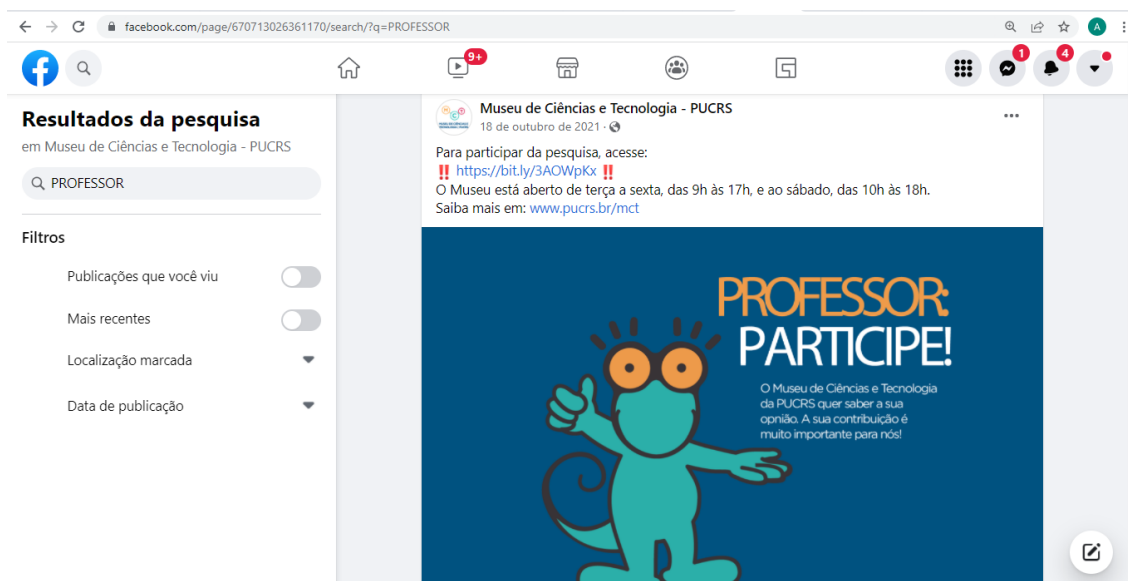 facebook.com/page/670713026361170/search/?q=PROFESSOR
A
9+
1
4
Resultados da pesquisa
em Museu de Ciências e Tecnologia - PUCRS
PROFESSOR
Filtros
Publicações que você viu
Mais recentes
Localização marcada
Data de publicação
Museu de Ciências e Tecnologia - PUCRS
18 de outubro de 2021 ·
Para participar da pesquisa, acesse:
‼ https://bit.ly/3AOWpKx ‼
O Museu está aberto de terça a sexta, das 9h às 17h, e ao sábado, das 10h às 18h.
Saiba mais em: www.pucrs.br/mct
PROFESSOR:
PARTICIPE!
O Museu de Ciências e Tecnologia
da PUCRS quer saber a sua
opnião. A sua contribuição é
muito importante para nós!